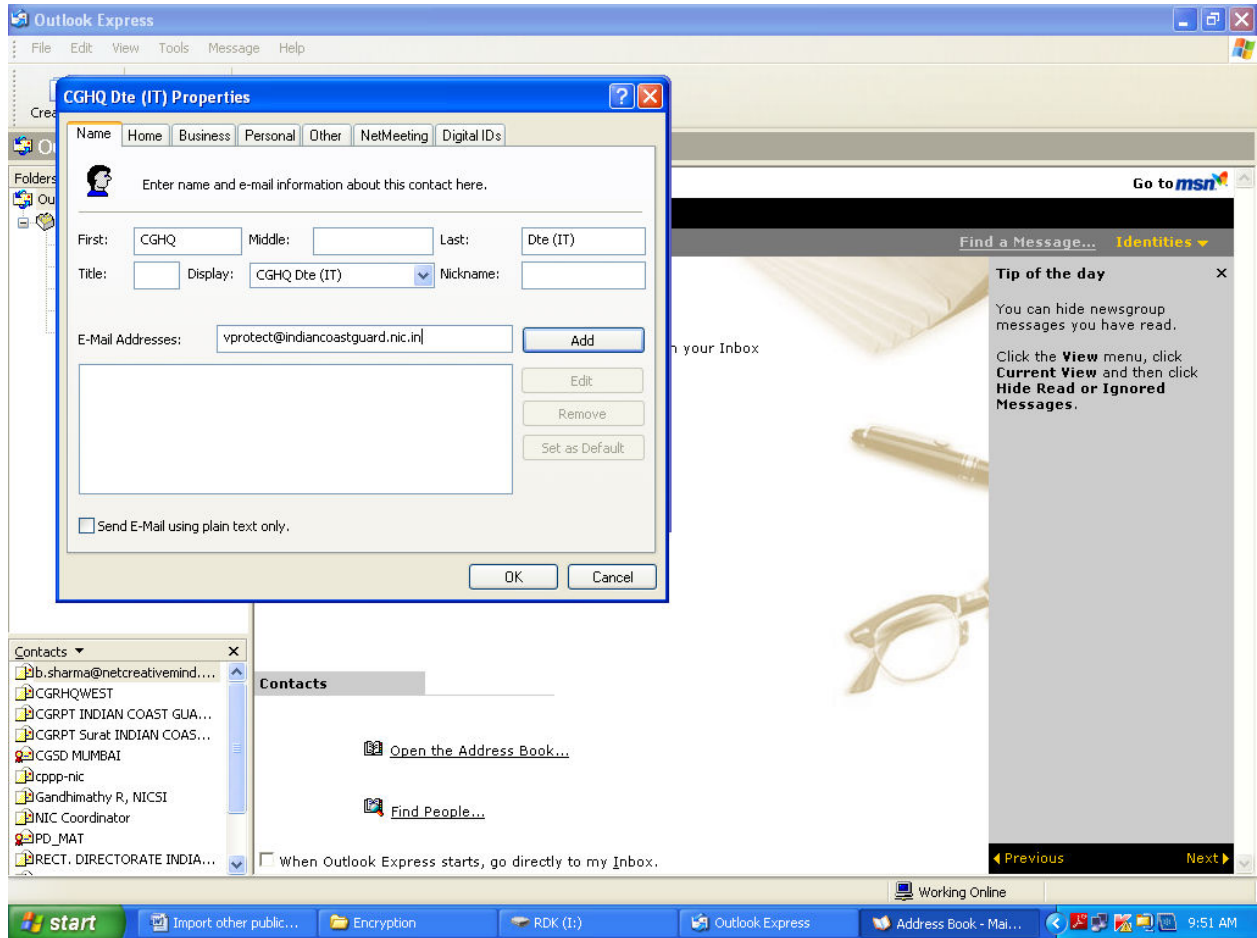 Outlook Express
File Edit View Tools Message Help
CGHQ Dte (IT) Properties
Name Home Business Personal Other NetMeeting Digital IDs
Enter name and e-mail information about this contact here.
First: CGHQ Middle: Last: Dte (IT)
Title: Display: CGHQ Dte (IT) Nickname:
E-Mail Addresses: vprotect@indiancoastguard.nic.in Add
Edit
Remove
Set as Default
Send E-Mail using plain text only.
OK Cancel
Crea
Folders
Go to msn
Find a Message... Identities
your Inbox
Tip of the day
You can hide newsgroup
messages you have read.
Click the View menu, click
Current View and then click
Hide Read or Ignored
Messages.
Previous Next
Contacts
b.sharma@netcreativemind....
CGRHQWEST
CGRPT INDIAN COAST GUA...
CGRPT Surat INDIAN COAS...
CGSD MUMBAI
cppp-nic
Gandhimathy R, NICSI
NIC Coordinator
PD_MAT
RECT. DIRECTORATE INDIA...
Contacts
Open the Address Book...
Find People...
When Outlook Express starts, go directly to my Inbox.
Working Online
start Import other public... Encryption RDK (I:) Outlook Express Address Book - Mai... 9:51 AM